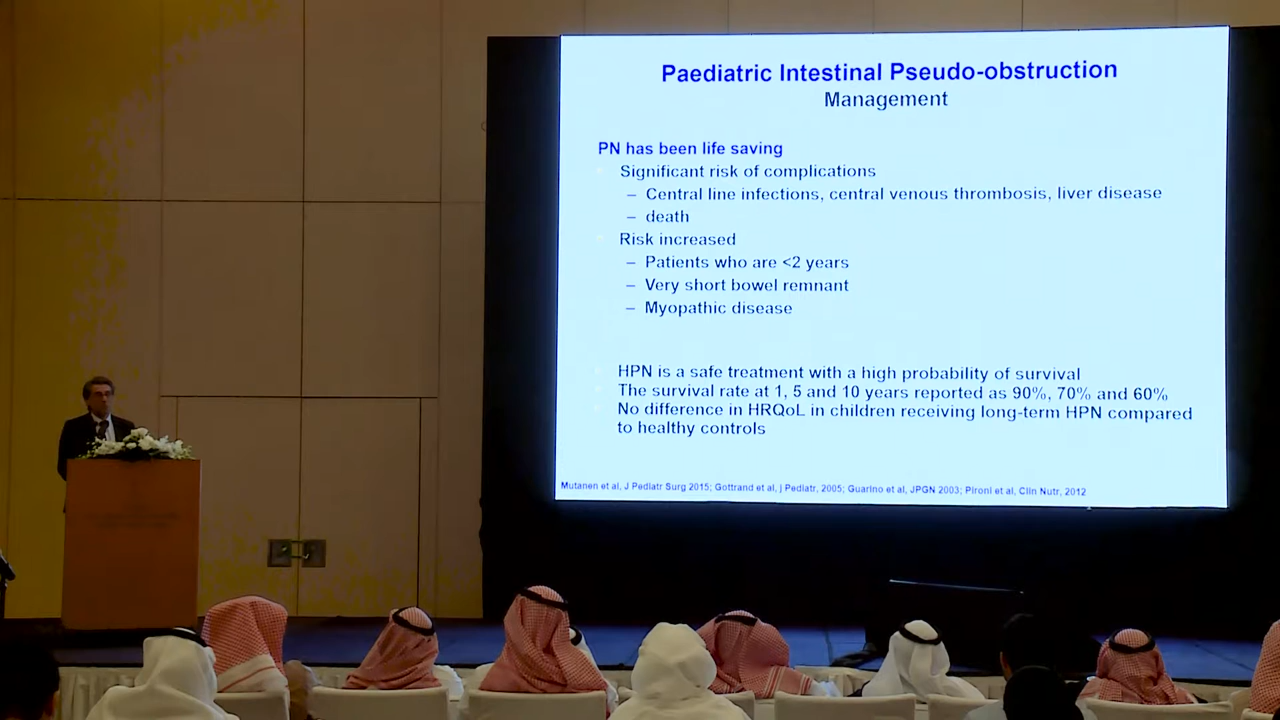 Paediatric Intestinal Pseudo-obstruction
Management
PN has been life saving
Significant risk of complications
– Central line infections, central venous thrombosis, liver disease
– death
Risk increased
– Patients who are <2 years
– Very short bowel remnant
– Myopathic disease
HPN is a safe treatment with a high probability of survival
The survival rate at 1, 5 and 10 years reported as 90%, 70% and 60%
No difference in HRQoL in children receiving long-term HPN compared
to healthy controls
Mutanen et al, J Pediatr Surg 2015; Gottrand et al, j Pediatr, 2005; Guarino et al, JPGN 2003; Pironi et al, Clin Nutr, 2012